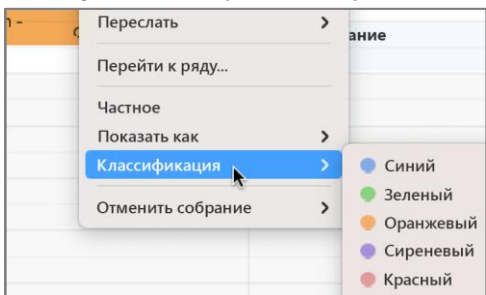 Переслать
ание
Перейти к ряду...
Частное
Показать как
Классификация
Синий
Зеленый
Отменить собрание
Оранжевый
Сиреневый
Красный